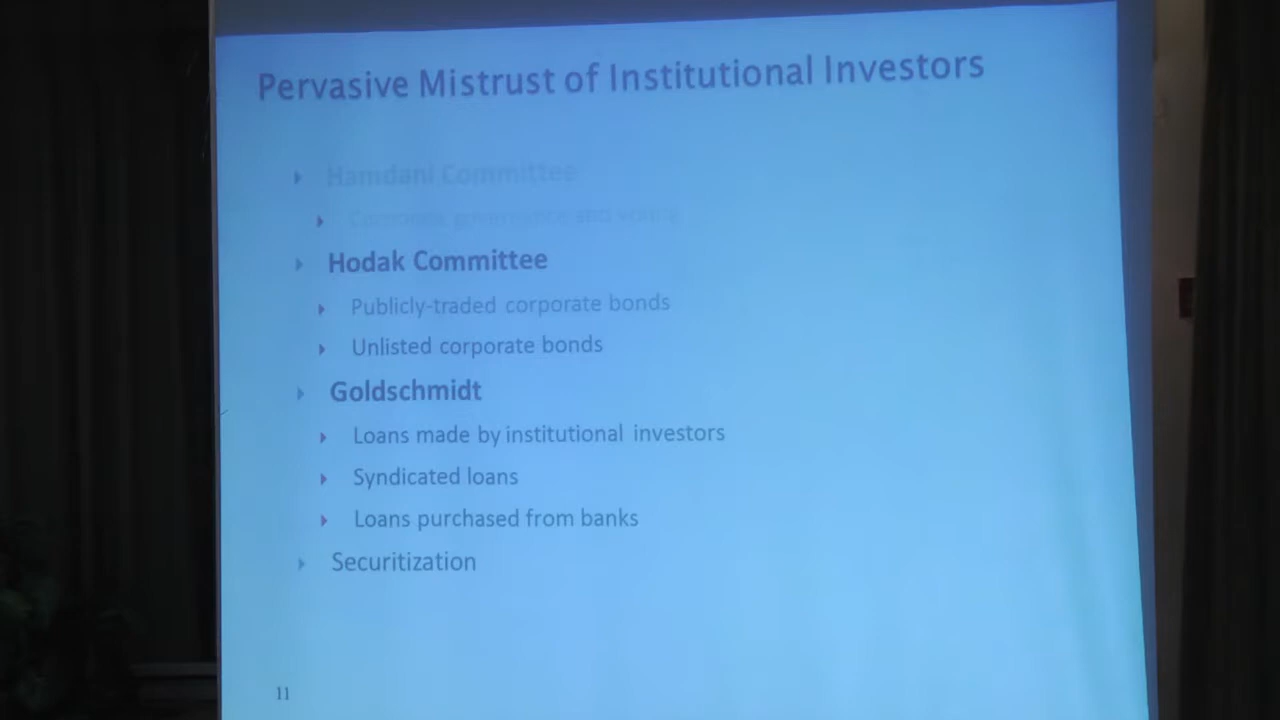 Pervasive Mistrust of Institutional Investors
Hamdani Committee
Corporate governance and voting
Hodak Committee
Publicly-traded corporate bonds
Unlisted corporate bonds
Goldschmidt
Loans made by institutional investors
Syndicated loans
Loans purchased from banks
Securitization
11